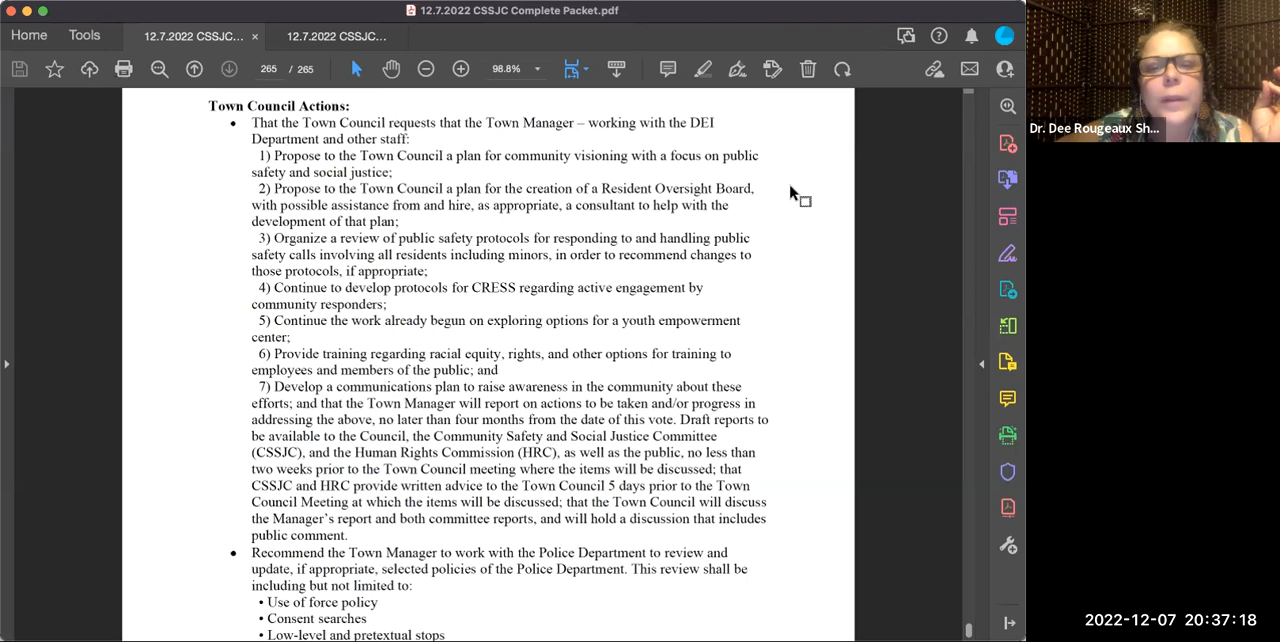 12.7.2022 CSSJC Complete Packet.pdf
Home Tools 12.7.2022 CSSJC... × 12.7.2022 CSSJC...
265 / 265 98.8%
Dr. Dee Rougeaux Sh...
Town Council Actions:
• That the Town Council requests that the Town Manager – working with the DEI
Department and other staff:
1) Propose to the Town Council a plan for community visioning with a focus on public
safety and social justice;
2) Propose to the Town Council a plan for the creation of a Resident Oversight Board,
with possible assistance from and hire, as appropriate, a consultant to help with the
development of that plan;
3) Organize a review of public safety protocols for responding to and handling public
safety calls involving all residents including minors, in order to recommend changes to
those protocols, if appropriate;
4) Continue to develop protocols for CRESS regarding active engagement by
community responders;
5) Continue the work already begun on exploring options for a youth empowerment
center;
6) Provide training regarding racial equity, rights, and other options for training to
employees and members of the public; and
7) Develop a communications plan to raise awareness in the community about these
efforts; and that the Town Manager will report on actions to be taken and/or progress in
addressing the above, no later than four months from the date of this vote. Draft reports to
be available to the Council, the Community Safety and Social Justice Committee
(CSSJC), and the Human Rights Commission (HRC), as well as the public, no less than
two weeks prior to the Town Council meeting where the items will be discussed; that
CSSJC and HRC provide written advice to the Town Council 5 days prior to the Town
Council Meeting at which the items will be discussed; that the Town Council will discuss
the Manager's report and both committee reports, and will hold a discussion that includes
public comment.
• Recommend the Town Manager to work with the Police Department to review and
update, if appropriate, selected policies of the Police Department. This review shall be
including but not limited to:
• Use of force policy
• Consent searches
• Low-level and pretextual stops
2022-12-07 20:37:18